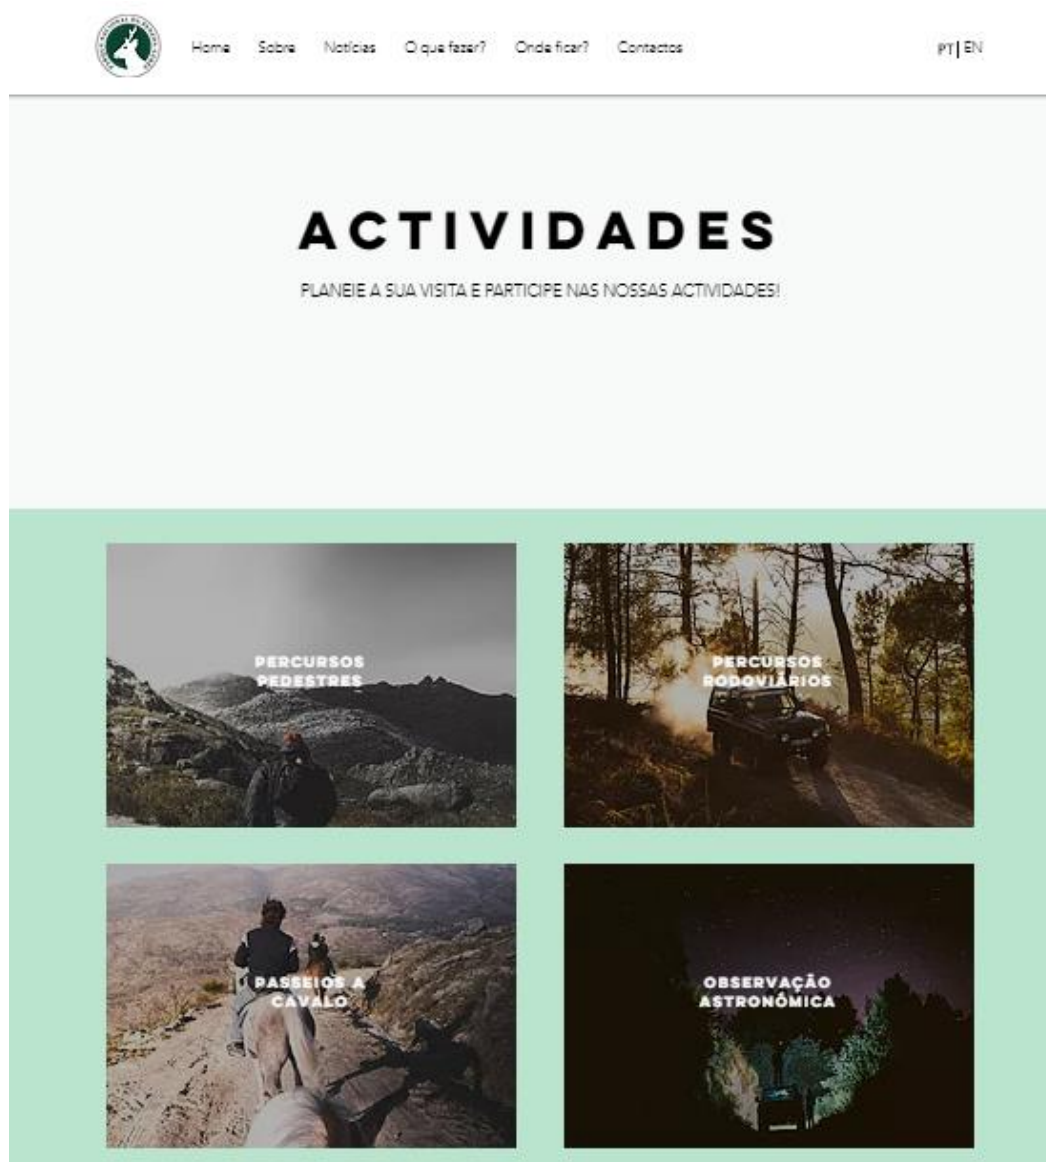 Home Sobre Notícias O que fazer? Onde ficar? Contactos PT| EN
ACTIVIDADES
PLANEIE A SUA VISITA E PARTICIPE NAS NOSSAS ACTIVIDADES!
PERCURSOS
PEDESTRES
PERCURSOS
RODOVIÁRIOS
PASSEIOS A
CAVALO
OBSERVAÇÃO
ASTRONÔMICA